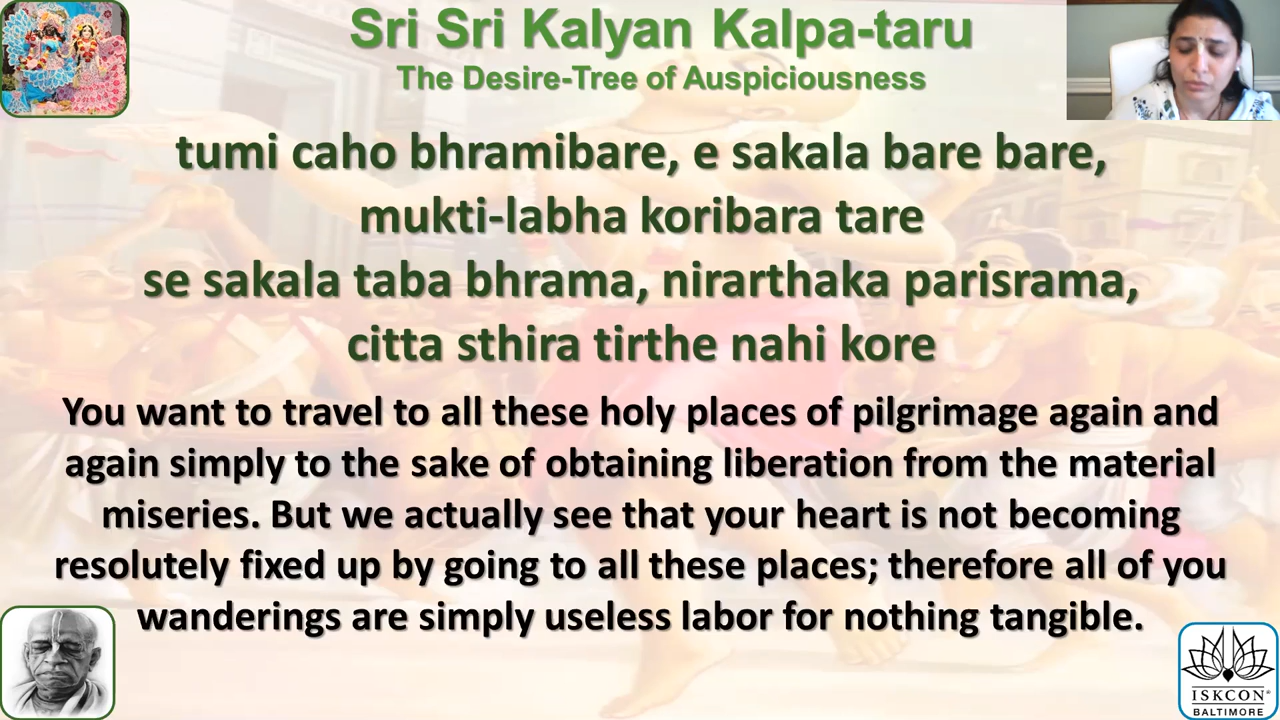 Sri Sri Kalyan Kalpa-taru
The Desire-Tree of Auspiciousness
tumi caho bhramibare, e sakala bare bare,
mukti-labha koribara tare
se sakala taba bhrama, nirarthaka parisrama,
citta sthira tirthe nahi kore
You want to travel to all these holy places of pilgrimage again and
again simply to the sake of obtaining liberation from the material
miseries. But we actually see that your heart is not becoming
resolutely fixed up by going to all these places; therefore all of you
wanderings are simply useless labor for nothing tangible.
ISKCON®
BALTIMORE